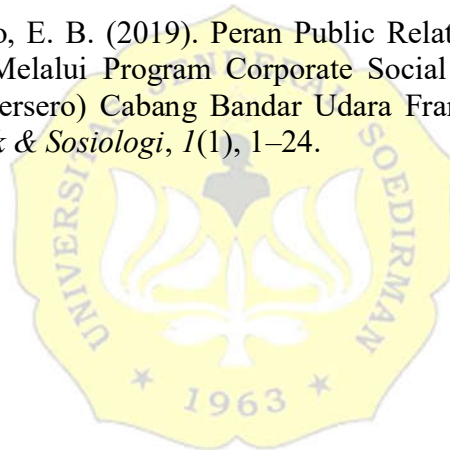 o, E. B. (2019). Peran Public Relat
Melalui Program Corporate Social
ersero) Cabang Bandar Udara Fran
k & Sosiologi, 1(1), 1–24.
UNIVERSITAS JENDERAL SOEDIRMAN
★ 1963 ★